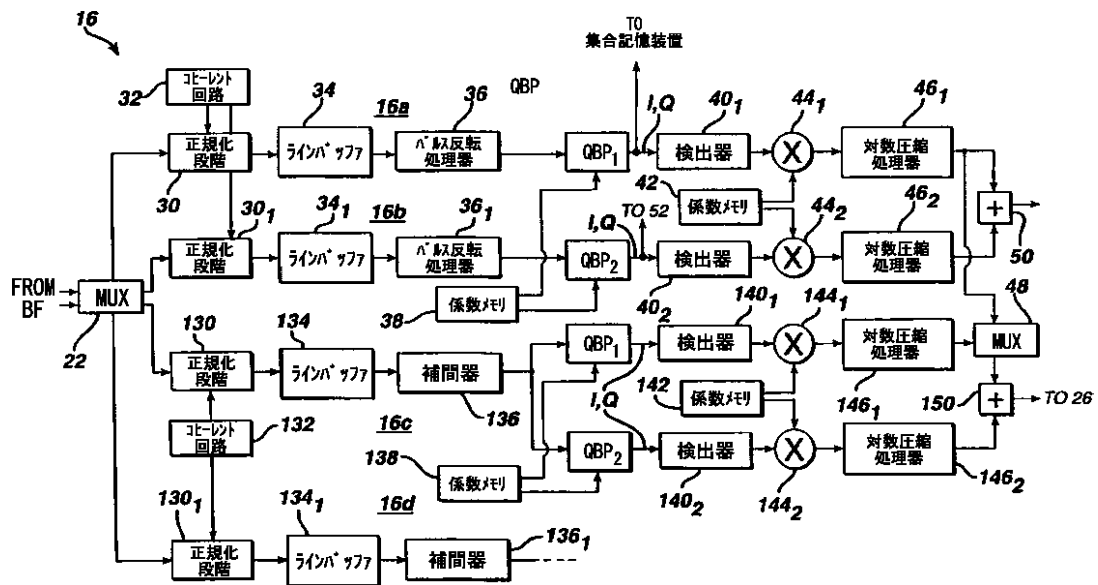 16
TO
集合記憶装置
コヒーレント
回路
32
34
16a
36
QBP
I,Q
40₁
44₁
46₁
正規化
段階
30
ラインバッファ
パルス反転
処理器
QBP₁
検出器
X
対数圧縮
処理器
30₁
34₁
16b
36₁
I,Q
TO 52
42
係数メモリ
44₂
46₂
+
50
正規化
段階
ラインバッファ
パルス反転
処理器
QBP₂
検出器
X
対数圧縮
処理器
FROM
BF
MUX
22
38
係数メモリ
40₂
140₁
144₁
48
130
134
正規化
段階
ラインバッファ
補間器
136
QBP₁
検出器
X
対数圧縮
処理器
146₁
MUX
142
係数メモリ
I,Q
150
+
TO 26
コヒーレント
回路
132
16c
138
係数メモリ
QBP₂
検出器
140₂
X
144₂
対数圧縮
処理器
146₂
130₁
134₁
16d
136₁
正規化
段階
ラインバッファ
補間器